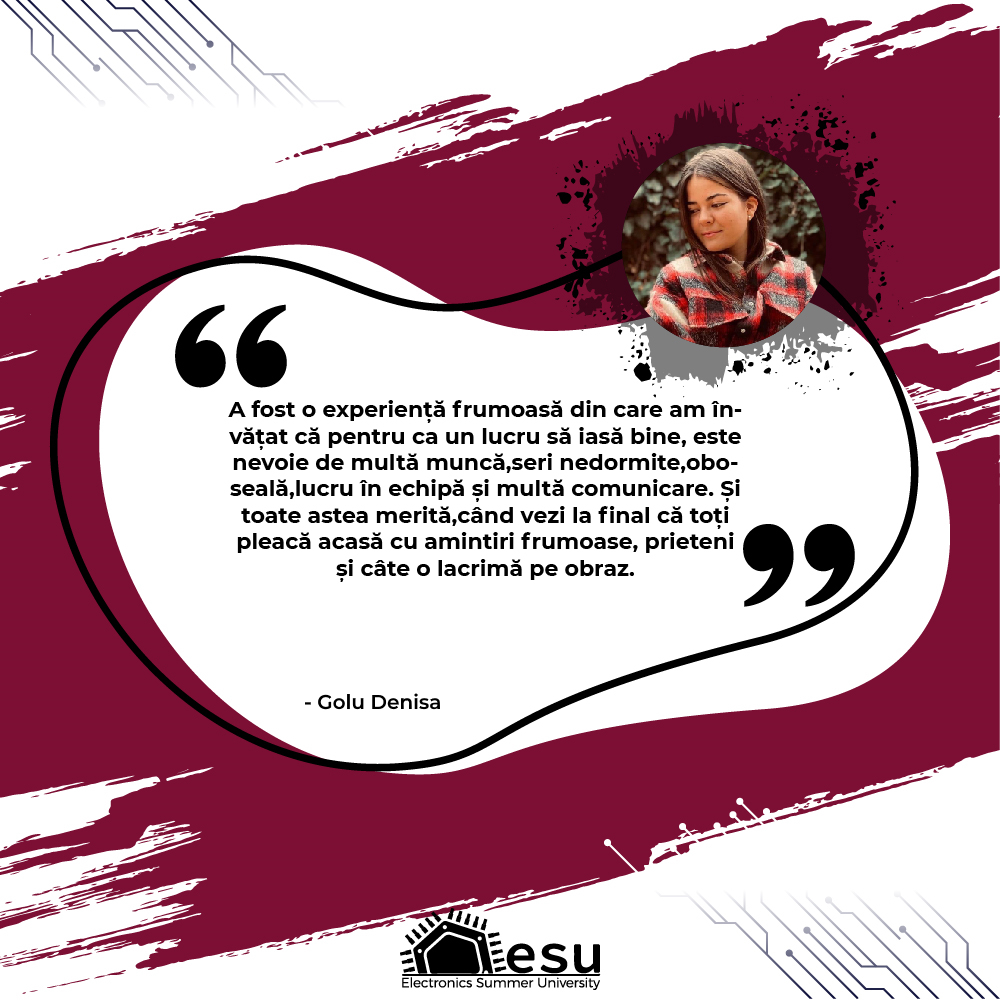 A fost o experiență frumoasă din care am în-
vățat că pentru ca un lucru să iasă bine, este
nevoie de multă muncă,seri nedormite,obo-
seală,lucru în echipă și multă comunicare. Și
toate astea merită,când vezi la final că toți
pleacă acasă cu amintiri frumoase, prieteni
și câte o lacrimă pe obraz.
- Golu Denisa
esu
Electronics Summer University